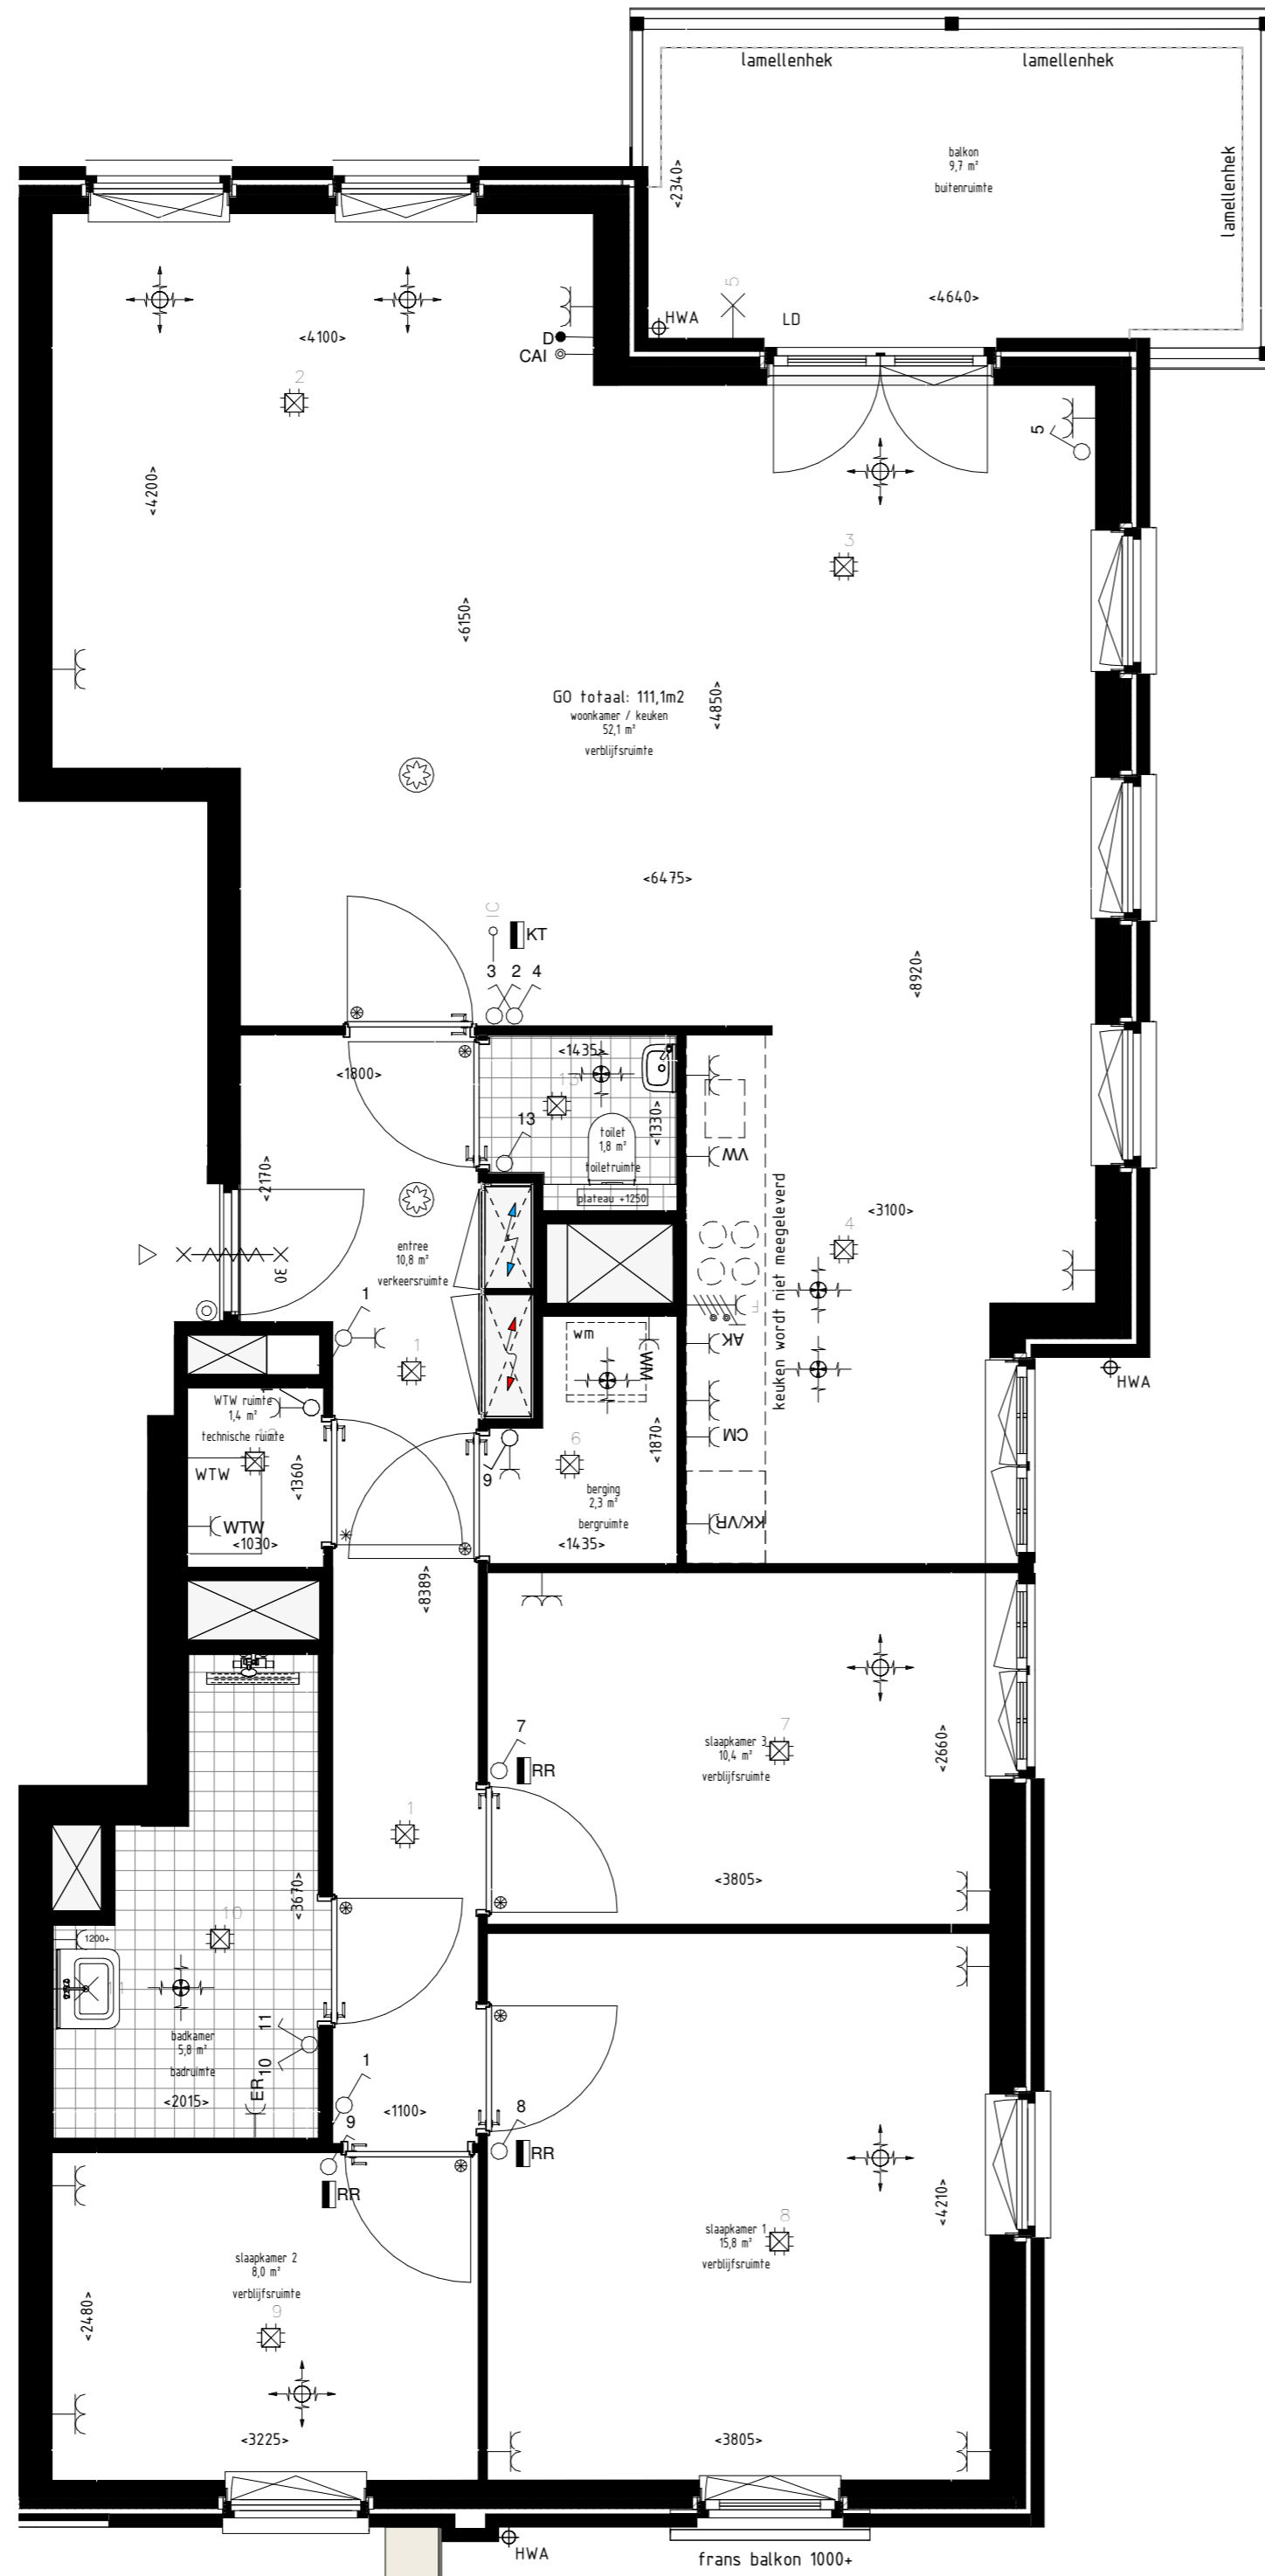 lamellenhek
lamellenhek
lamellenhek
balkon
9,7 m²
buitenruimte
<2340>
<4640>
5
HWA
LD
<4100>
D
CAI
2
5
<4200>
3
<6150>
GO totaal: 111,1m2
woonkamer / keuken
52,1 m²
verblijfsruimte
<4850>
<6475>
IC
KT
3 2 4
<8920>
<1800>
<1435>
13
toilet
1,8 m²
toiletruimte
<1330>
plateau +1250
VW
<2170>
<3100>
4
keuken wordt niet meegeleverd
entree
10,8 m²
verkeersruimte
30
1
1
F
AK
wm
WM
HWA
WTW ruimte
1,4 m²
technische ruimte
WTW
WTW
<1360>
<1030>
9
6
<1870>
CM
berging
2,3 m²
bergruimte
<1435>
KK/VR
<8389>
7
RR
slaapkamer 3
10,4 m²
verblijfsruimte
7
<2660>
1
<3805>
<3670>
10
1200+
11
badkamer
5,8 m²
badruimte
<2015>
11
10
ER
1
<1100>
9
RR
8
RR
slaapkamer 1
15,8 m²
verblijfsruimte
8
<4210>
slaapkamer 2
8,0 m²
verblijfsruimte
9
<2480>
<3225>
<3805>
HWA
frans balkon 1000+